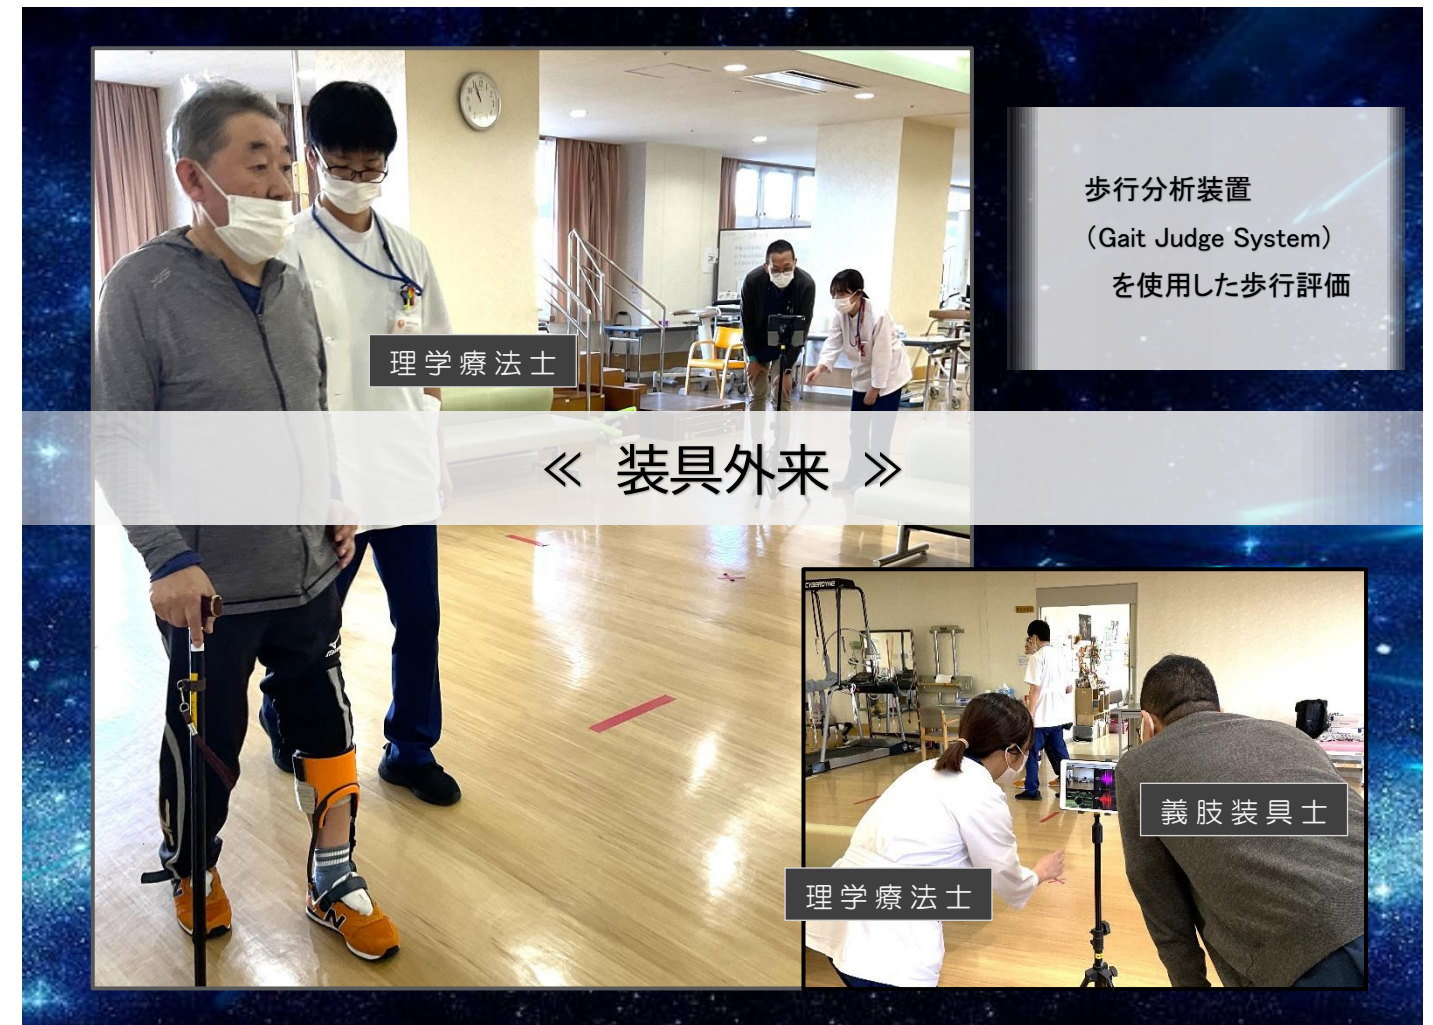 歩行分析装置
（Gait Judge System）
を使用した歩行評価
理学療法士
≪ 装具外来 ≫
CYBERDYNE
義肢装具士
理学療法士
N